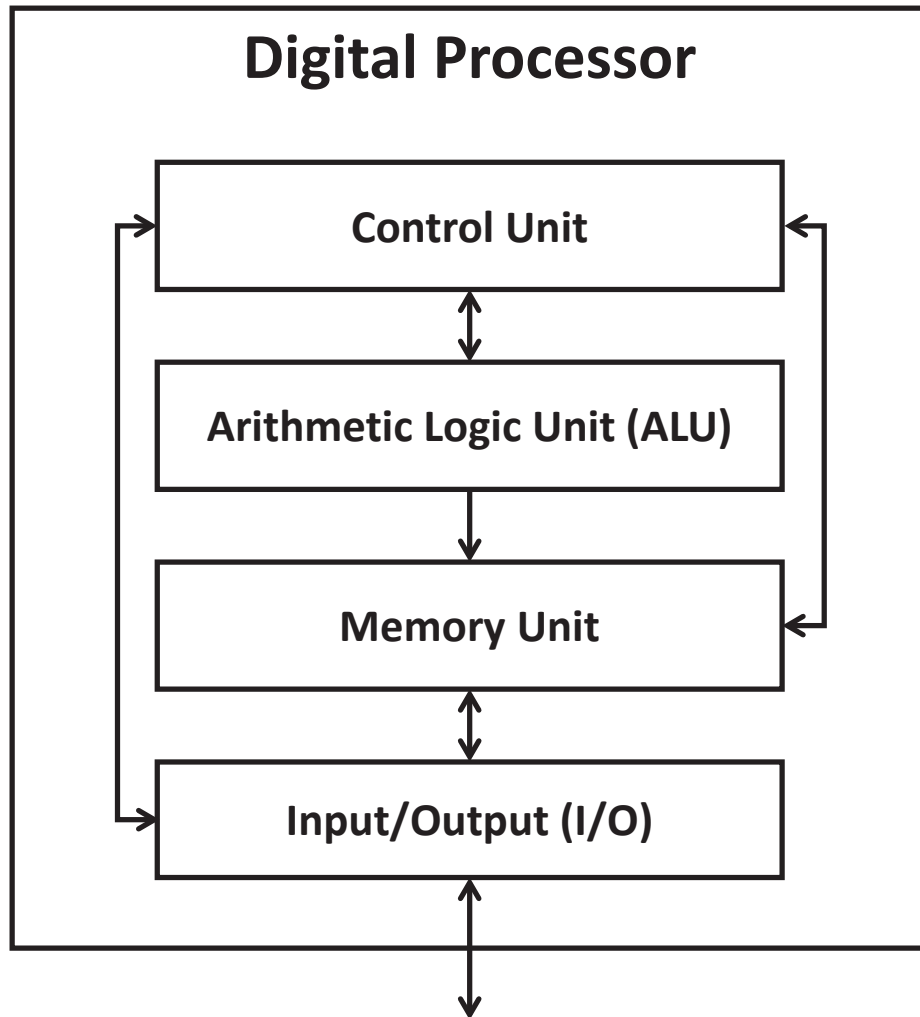 Digital Processor
Control Unit
Arithmetic Logic Unit (ALU)
Memory Unit
Input/Output (I/O)